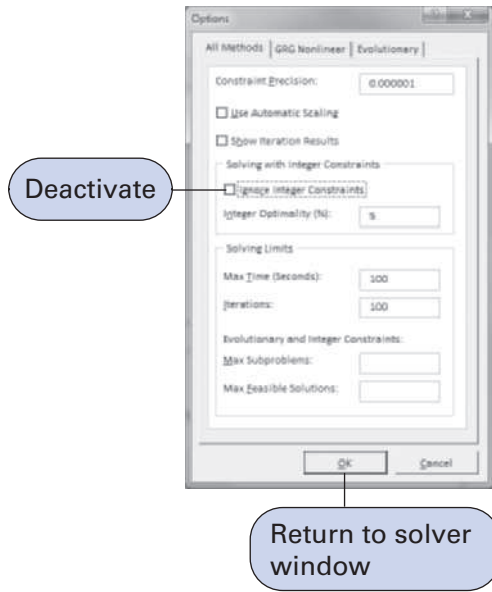 Options
All Methods
GRG Nonlinear
Evolutionary
Constraint Precision:
0.000001
Use Automatic Scaling
Show Iteration Results
Solving with Integer Constraints
Deactivate
Ignore Integer Constraints
Integer Optimality (%):
5
Solving Limits
Max Time (Seconds):
100
Iterations:
100
Evolutionary and Integer Constraints:
Max Subproblems:
Max Feasible Solutions:
OK
Cancel
Return to solver
window